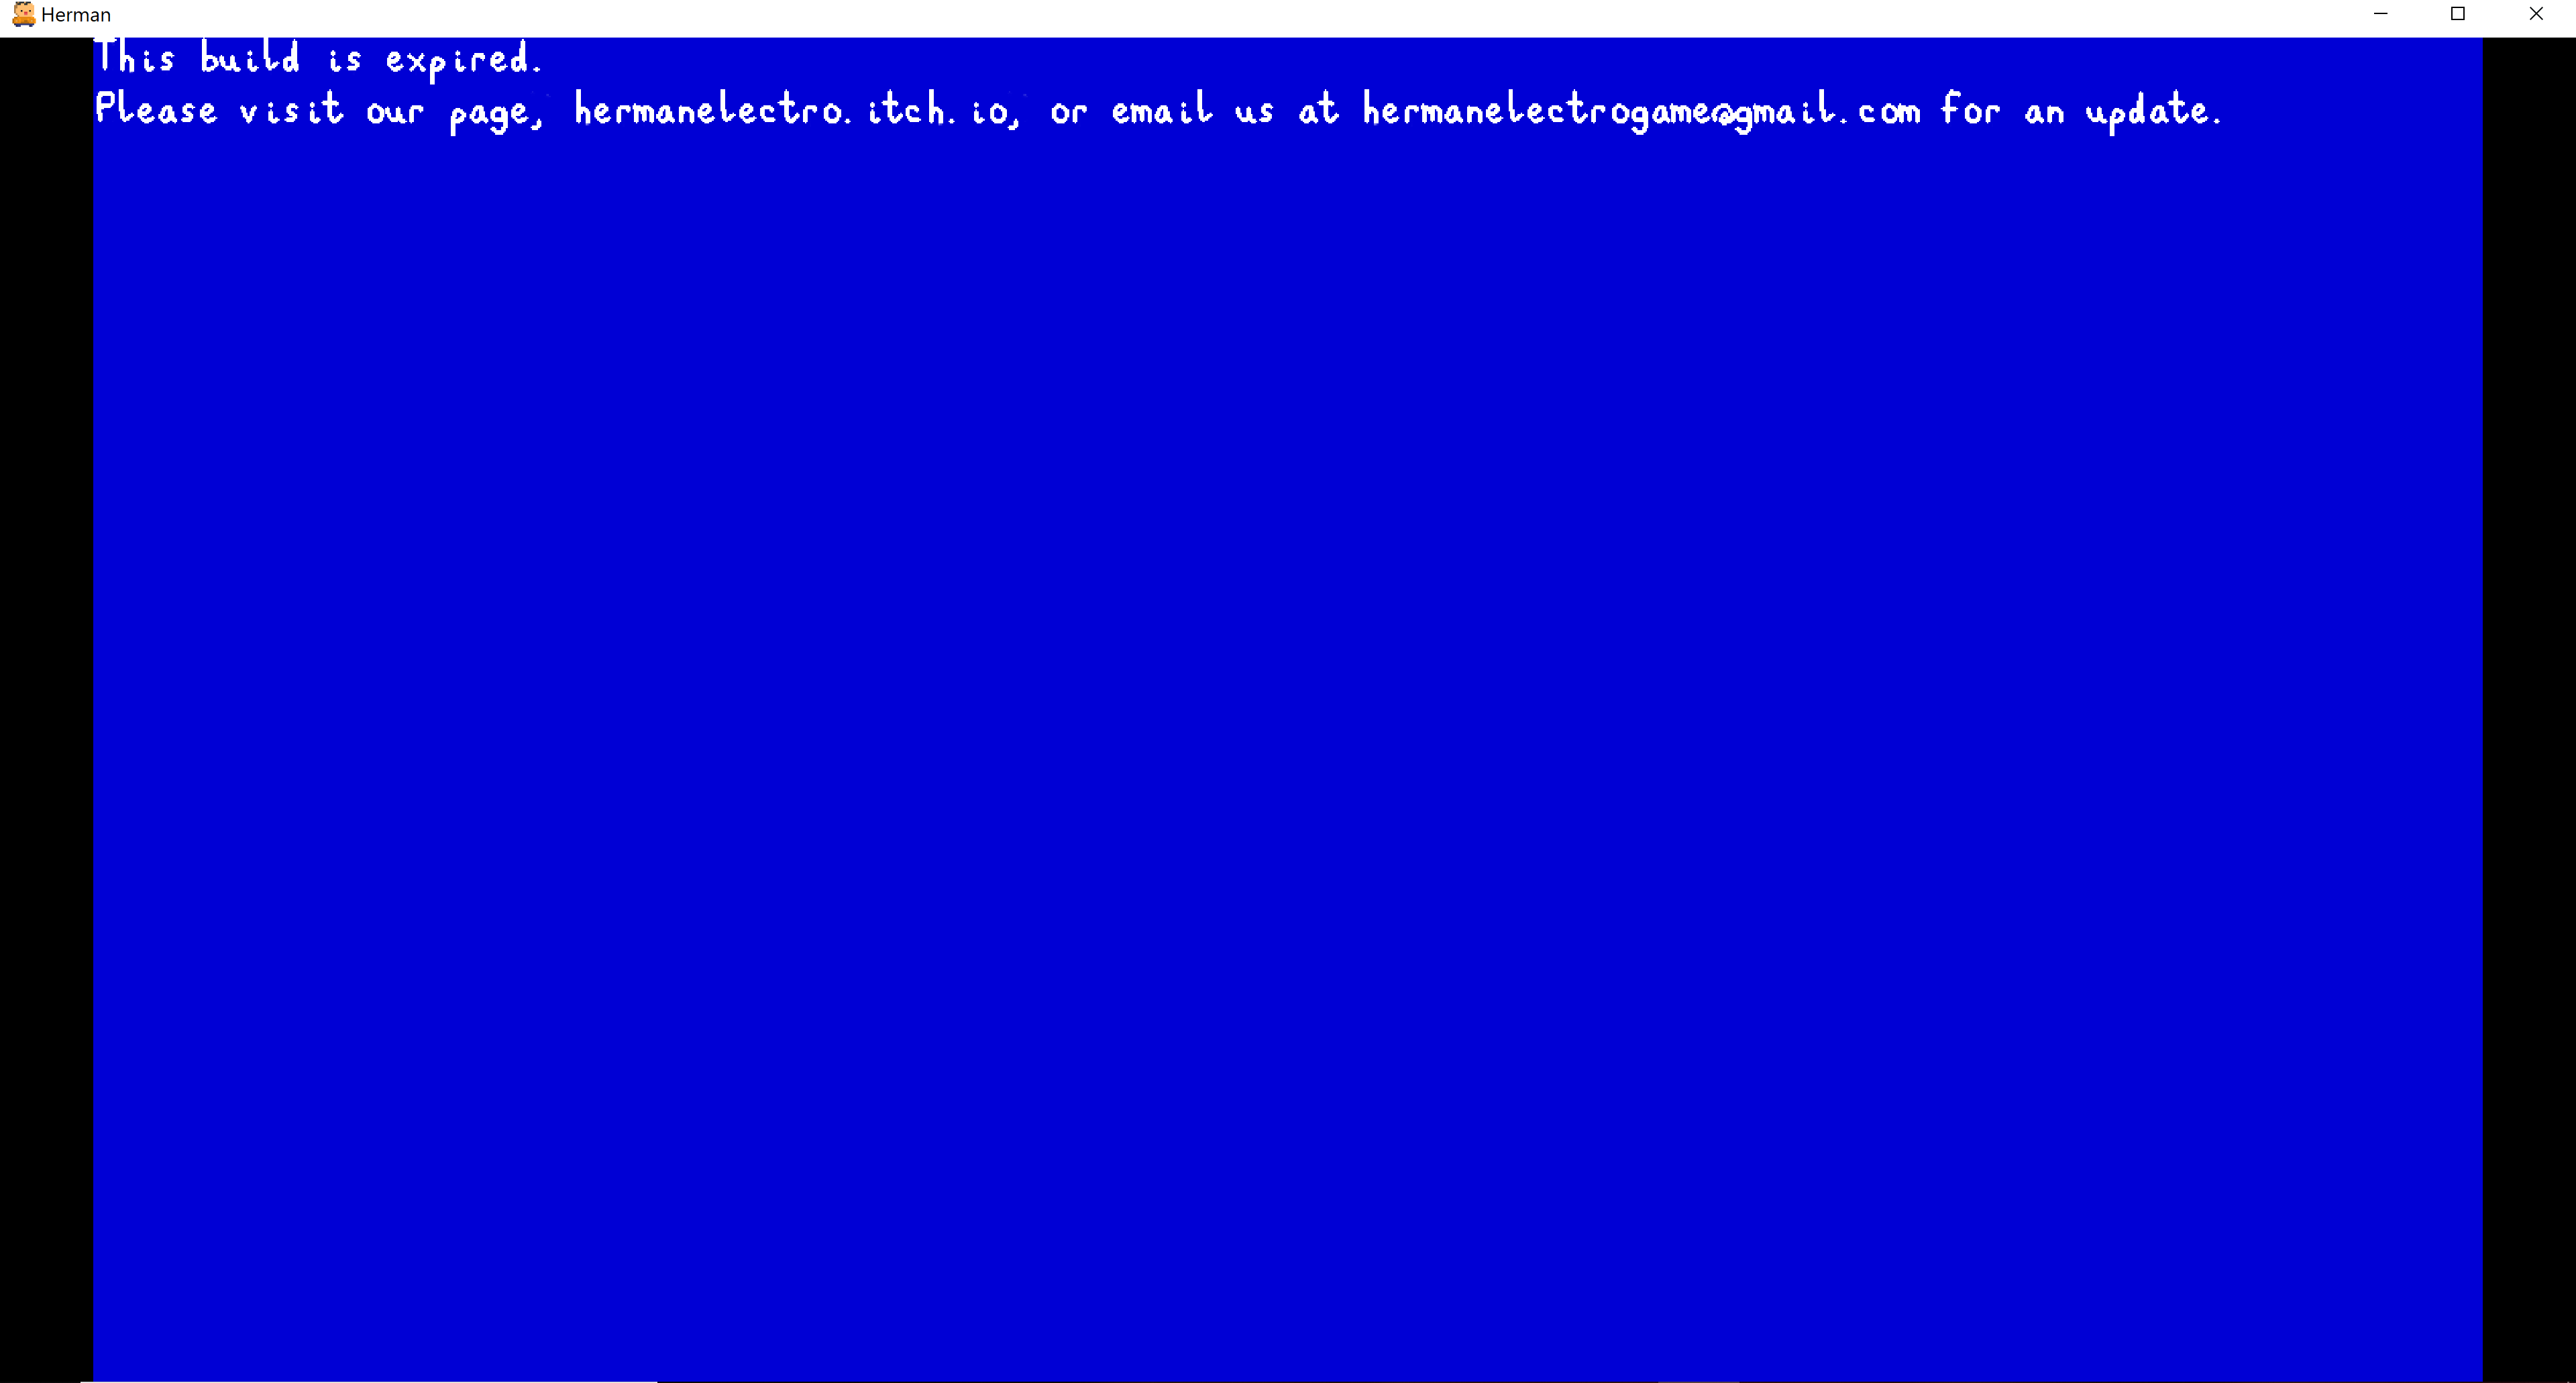 Herman
This build is expired.
Please visit our page, hermanelectro.itch.io, or email us at hermanelectrogame@gmail.com for an update.